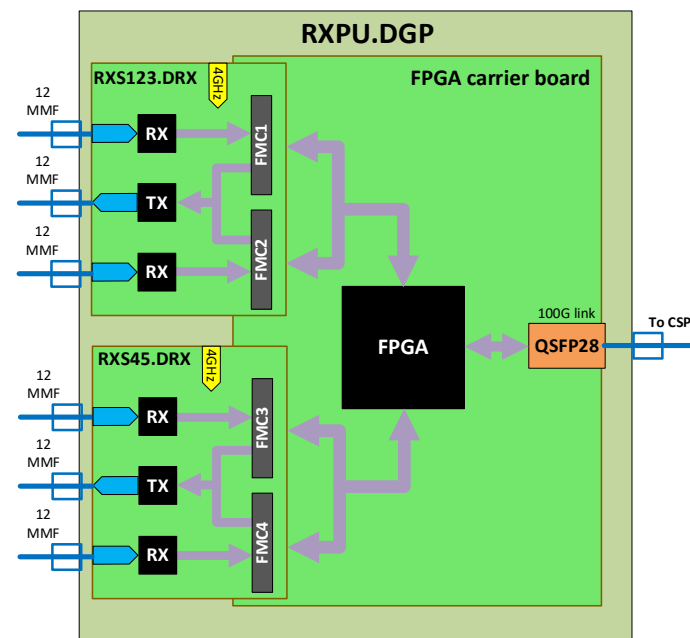 RXPU.DGP
RXS123.DRX
4GHz
FPGA carrier board
12
MMF
RX
FMC1
12
MMF
TX
12
MMF
RX
FMC2
100G link
To CSP
FPGA
QSFP28
RXS45.DRX
4GHz
12
MMF
RX
FMC3
12
MMF
TX
12
MMF
RX
FMC4